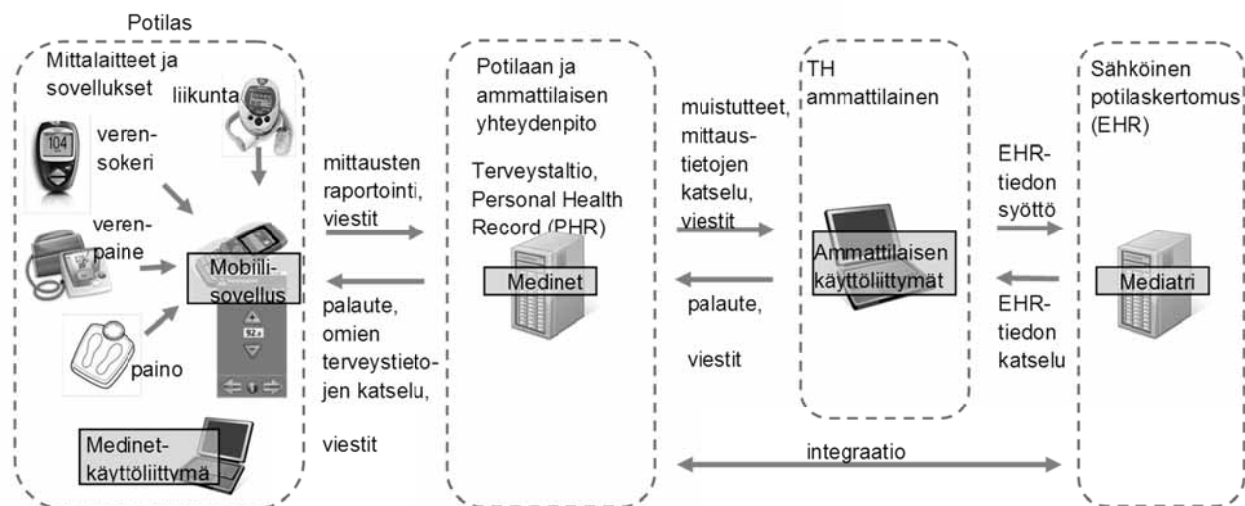 Potilas
Mittalaitteet ja
sovellukset
liikunta
veren-
sokeri
104
veren-
paine
Mobiili-
sovellus
92.0
paino
Medinet-
käyttöliittymä
mittausten
raportointi,
viestit
palaute,
omien
terveystieto-
jen katselu,
viestit
Potilaan ja
ammattilaisen
yhteydenpito
Terveystaltio,
Personal Health
Record (PHR)
Medinet
muistutteet,
mittaus-
tietojen
katselu,
viestit
palaute,
viestit
TH
ammattilainen
Ammattilaisen
käyttöliittymät
EHR-
tiedon
syöttö
EHR-
tiedon
katselu
Sähköinen
potilaskertomus
(EHR)
Mediatri
integraatio